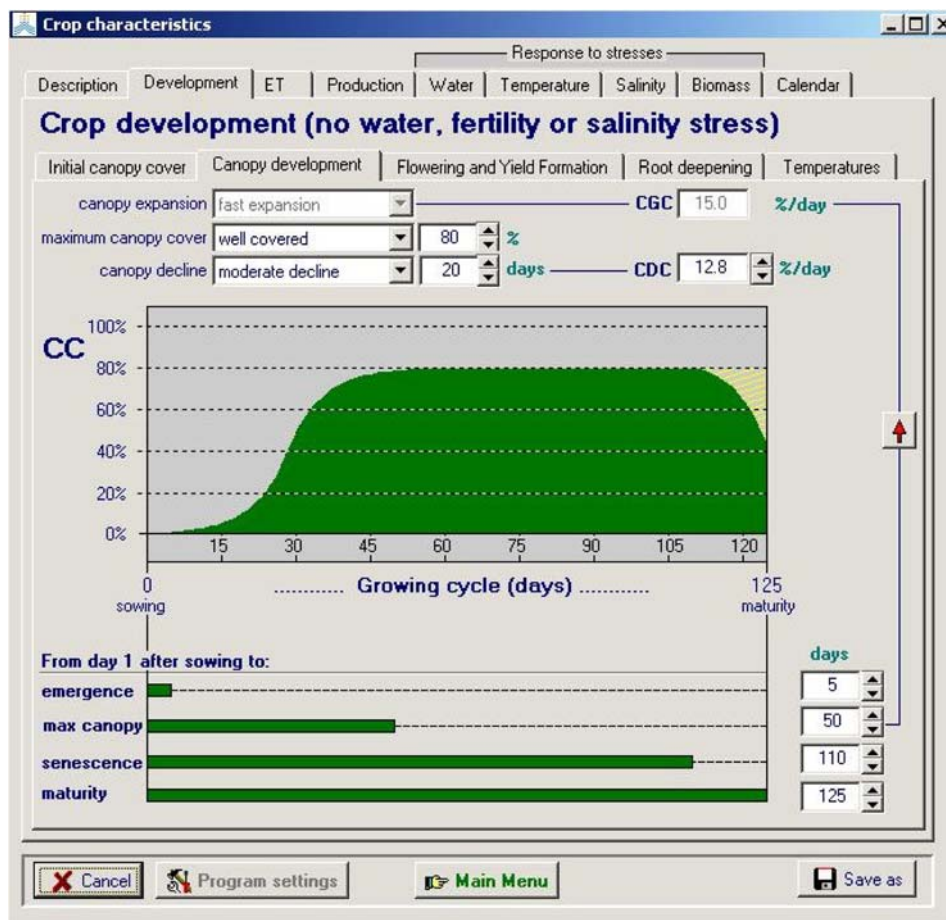 Crop characteristics
Response to stresses
Description Development ET Production Water Temperature Salinity Biomass Calendar
Crop development (no water, fertility or salinity stress)
Initial canopy cover Canopy development Flowering and Yield Formation Root deepening Temperatures
canopy expansion fast expansion CGC 15.0 %/day
maximum canopy cover well covered 80 %
canopy decline moderate decline 20 days CDC 12.8 %/day
CC
100%
80%
60%
40%
20%
0%
15 30 45 60 75 90 105 120
0 ............ Growing cycle (days) ............ 125
sowing maturity
From day 1 after sowing to: days
emergence 5
max canopy 50
senescence 110
maturity 125
Cancel Program settings Main Menu Save as